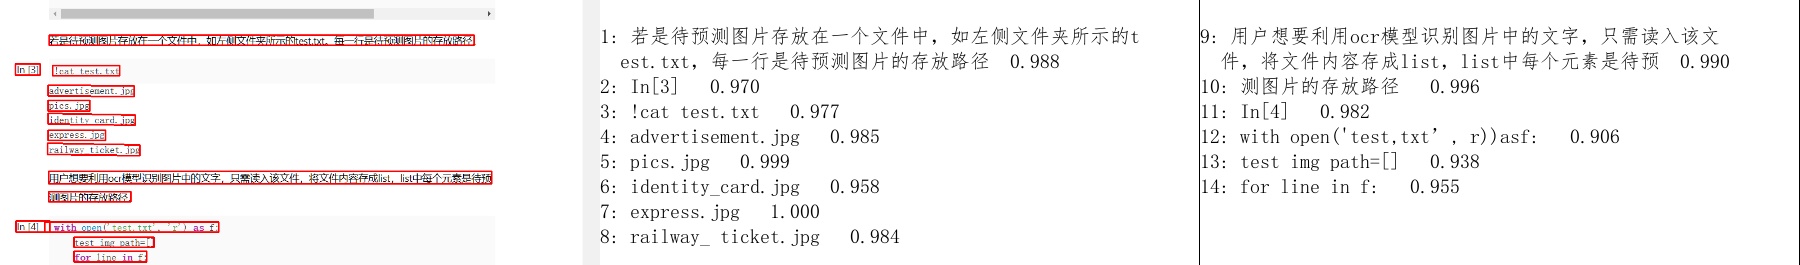 若是待预测图片存放在一个文件中，如左侧文件夹所示的test.txt，每一行是待预测图片的存放路径
In [3]
!cat test.txt
advertisement.jpg
pics.jpg
identity_card.jpg
express.jpg
railway_ticket.jpg
用户想要利用ocr模型识别图片中的文字，只需读入该文件，将文件内容存成list，list中每个元素是待预
测图片的存放路径
In [4]
with open('test.txt', 'r') as f:
test_img_path=[]
for line in f:
1: 若是待预测图片存放在一个文件中，如左侧文件夹所示的t
est.txt，每一行是待预测图片的存放路径 0.988
2: In[3] 0.970
3: !cat test.txt 0.977
4: advertisement.jpg 0.985
5: pics.jpg 0.999
6: identity_card.jpg 0.958
7: express.jpg 1.000
8: railway_ ticket.jpg 0.984
9: 用户想要利用ocr模型识别图片中的文字，只需读入该文
件，将文件内容存成list，list中每个元素是待预 0.990
10: 测图片的存放路径 0.996
11: In[4] 0.982
12: with open('test,txt’, r))asf: 0.906
13: test img path=[] 0.938
14: for line in f: 0.955